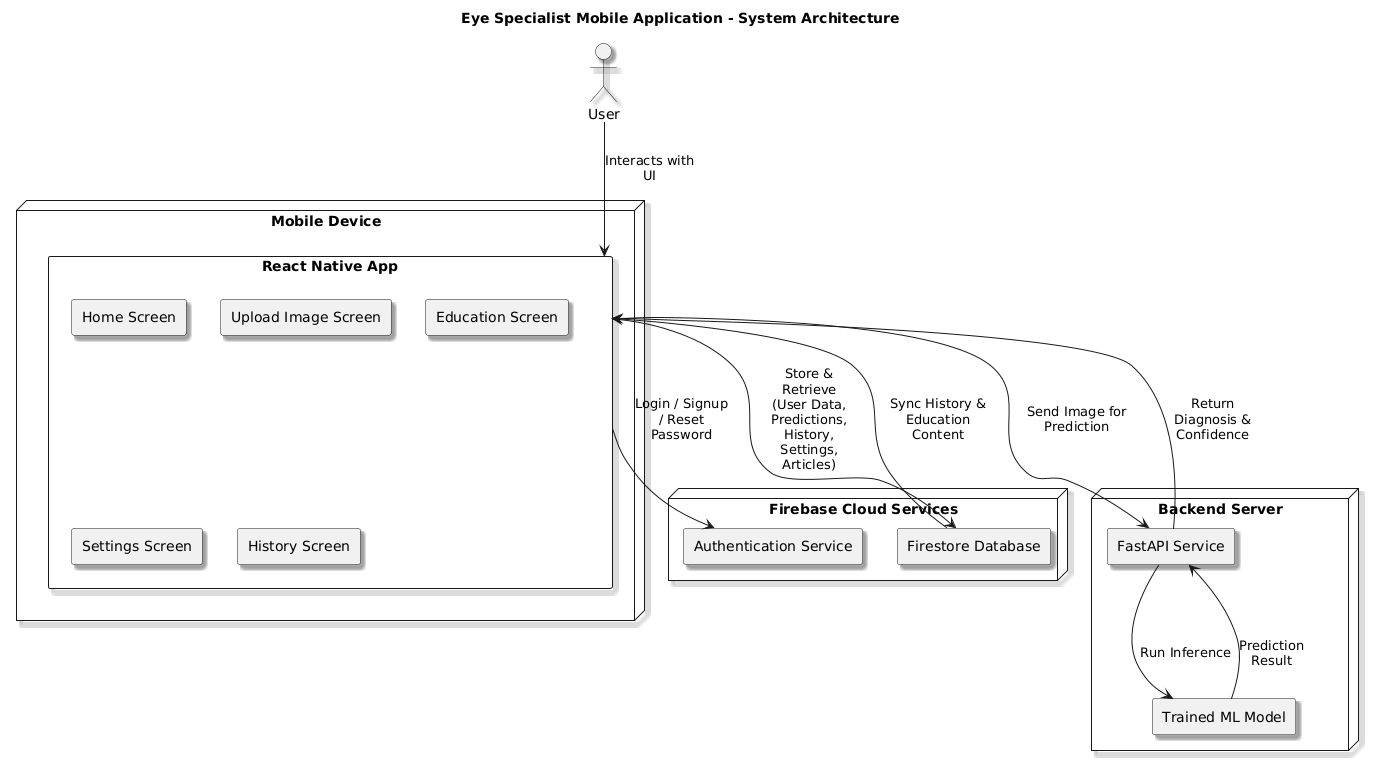 Eye Specialist Mobile Application - System Architecture
User
Interacts with
UI
Mobile Device
React Native App
Home Screen
Upload Image Screen
Education Screen
Login / Signup
/ Reset
Password
Store &
Retrieve
(User Data,
Predictions,
History,
Settings,
Articles)
Sync History &
Education
Content
Send Image for
Prediction
Return
Diagnosis &
Confidence
Settings Screen
History Screen
Firebase Cloud Services
Authentication Service
Firestore Database
Backend Server
FastAPI Service
Run Inference
Prediction
Result
Trained ML Model